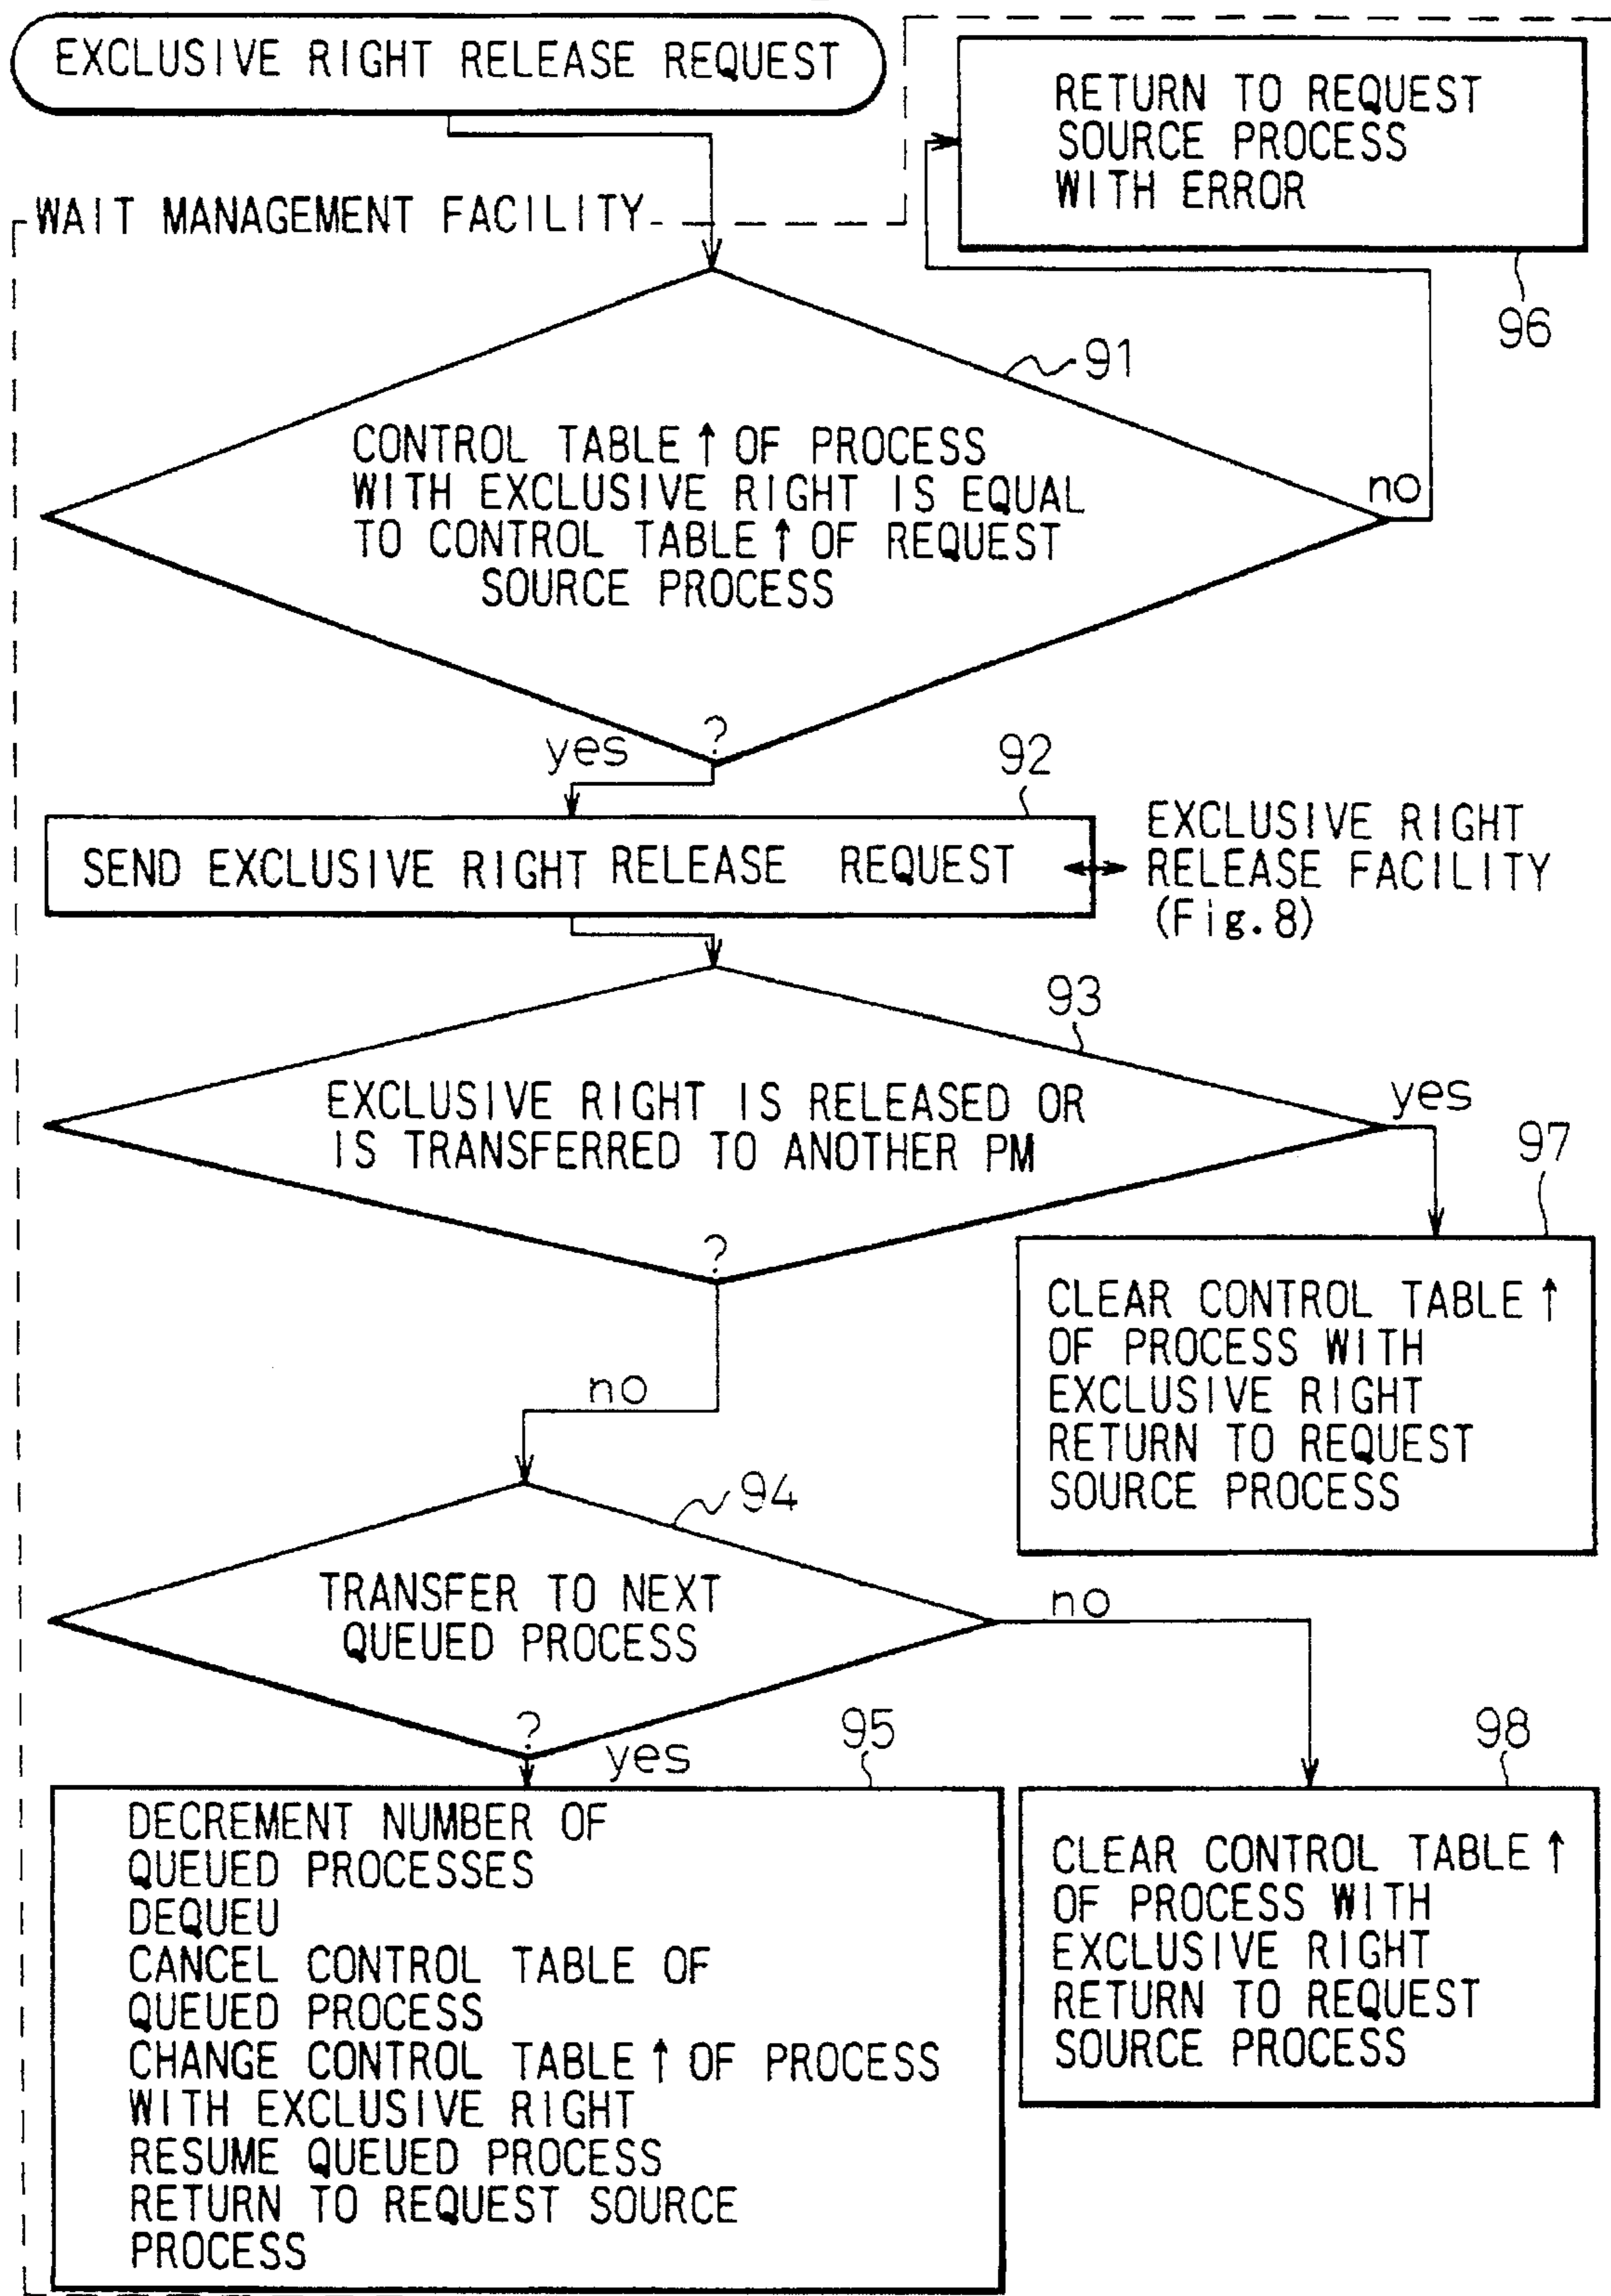 EXCLUSIVE RIGHT RELEASE REQUEST
RETURN TO REQUEST
SOURCE PROCESS
WITH ERROR
96
WAIT MANAGEMENT FACILITY
91
CONTROL TABLE ↑ OF PROCESS
WITH EXCLUSIVE RIGHT IS EQUAL
TO CONTROL TABLE ↑ OF REQUEST
SOURCE PROCESS
?
no
yes
92
SEND EXCLUSIVE RIGHT RELEASE REQUEST
EXCLUSIVE RIGHT
RELEASE FACILITY
(Fig. 8)
93
EXCLUSIVE RIGHT IS RELEASED OR
IS TRANSFERRED TO ANOTHER PM
?
yes
97
CLEAR CONTROL TABLE ↑
OF PROCESS WITH
EXCLUSIVE RIGHT
RETURN TO REQUEST
SOURCE PROCESS
no
94
TRANSFER TO NEXT
QUEUED PROCESS
?
no
yes
95
DECREMENT NUMBER OF
QUEUED PROCESSES
DEQUEU
CANCEL CONTROL TABLE OF
QUEUED PROCESS
CHANGE CONTROL TABLE ↑ OF PROCESS
WITH EXCLUSIVE RIGHT
RESUME QUEUED PROCESS
RETURN TO REQUEST SOURCE
PROCESS
98
CLEAR CONTROL TABLE ↑
OF PROCESS WITH
EXCLUSIVE RIGHT
RETURN TO REQUEST
SOURCE PROCESS